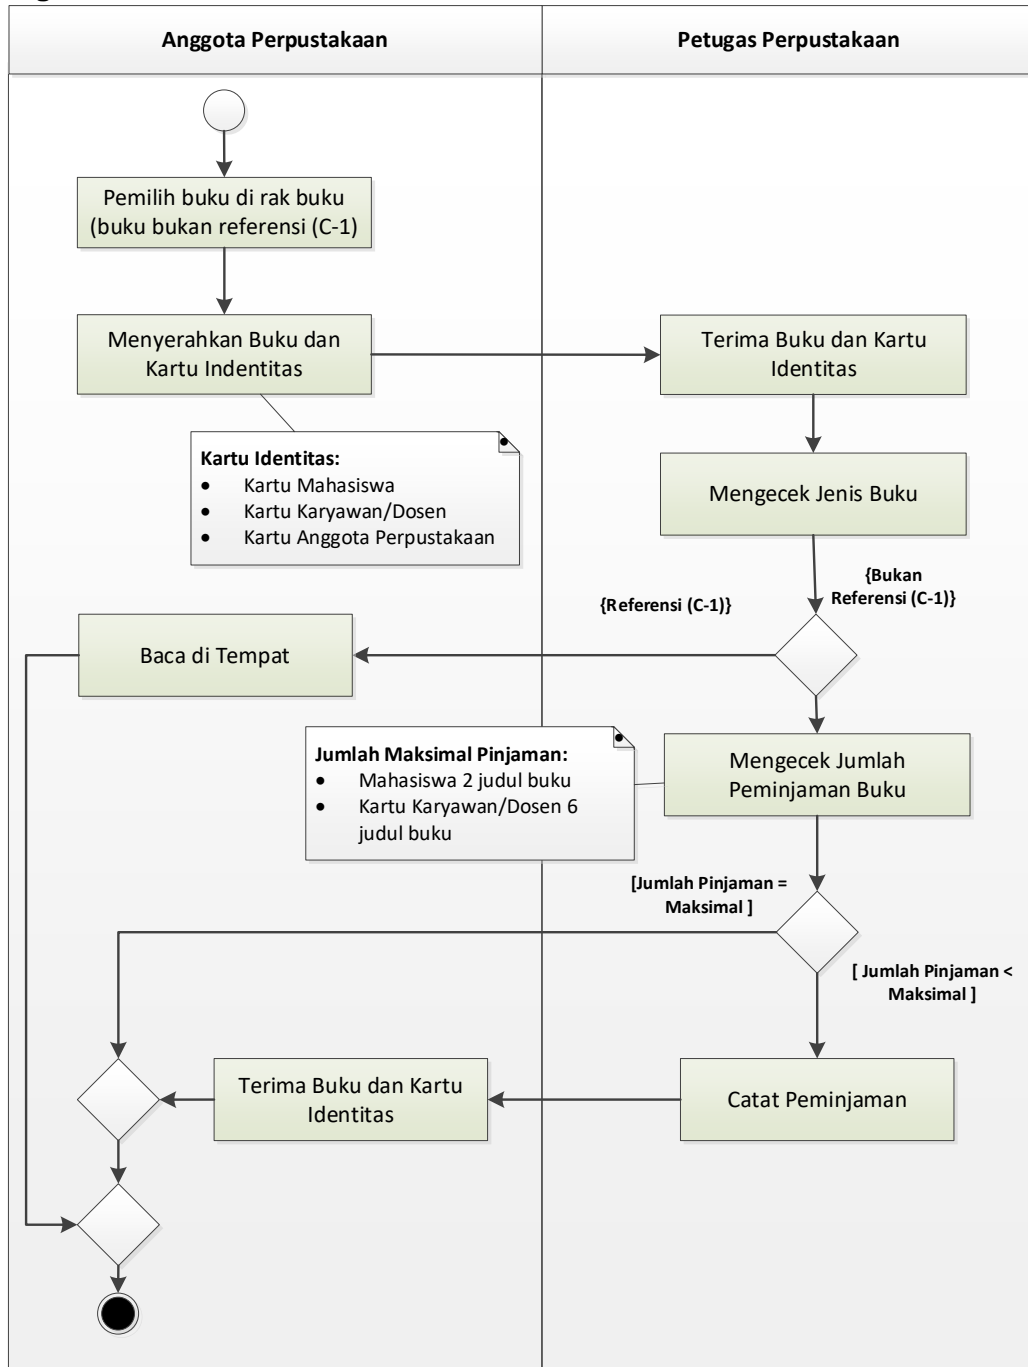 Anggota Perpustakaan
Petugas Perpustakaan
Pemilih buku di rak buku
(buku bukan referensi (C-1)
Menyerahkan Buku dan
Kartu Indentitas
Terima Buku dan Kartu
Identitas
Kartu Identitas:
• Kartu Mahasiswa
• Kartu Karyawan/Dosen
• Kartu Anggota Perpustakaan
Mengecek Jenis Buku
{Bukan
Referensi (C-1)}
{Referensi (C-1)}
Baca di Tempat
Jumlah Maksimal Pinjaman:
• Mahasiswa 2 judul buku
• Kartu Karyawan/Dosen 6
judul buku
Mengecek Jumlah
Peminjaman Buku
[Jumlah Pinjaman =
Maksimal ]
[ Jumlah Pinjaman <
Maksimal ]
Terima Buku dan Kartu
Identitas
Catat Peminjaman